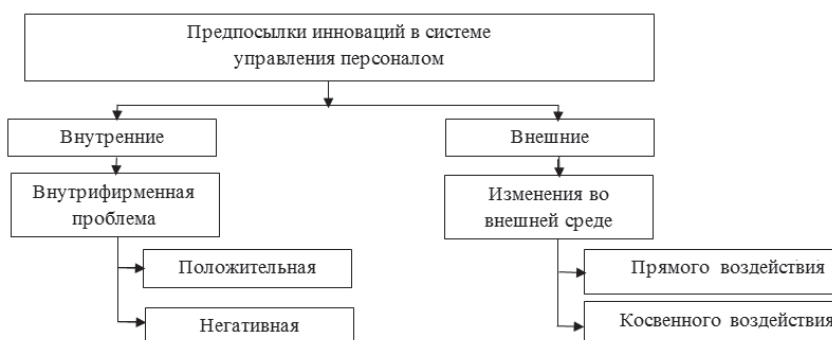 Предпосылки инноваций в системе
управления персоналом
Внутренние
Внешние
Внутрифирменная
проблема
Изменения во
внешней среде
Положительная
Прямого воздействия
Негативная
Косвенного воздействия